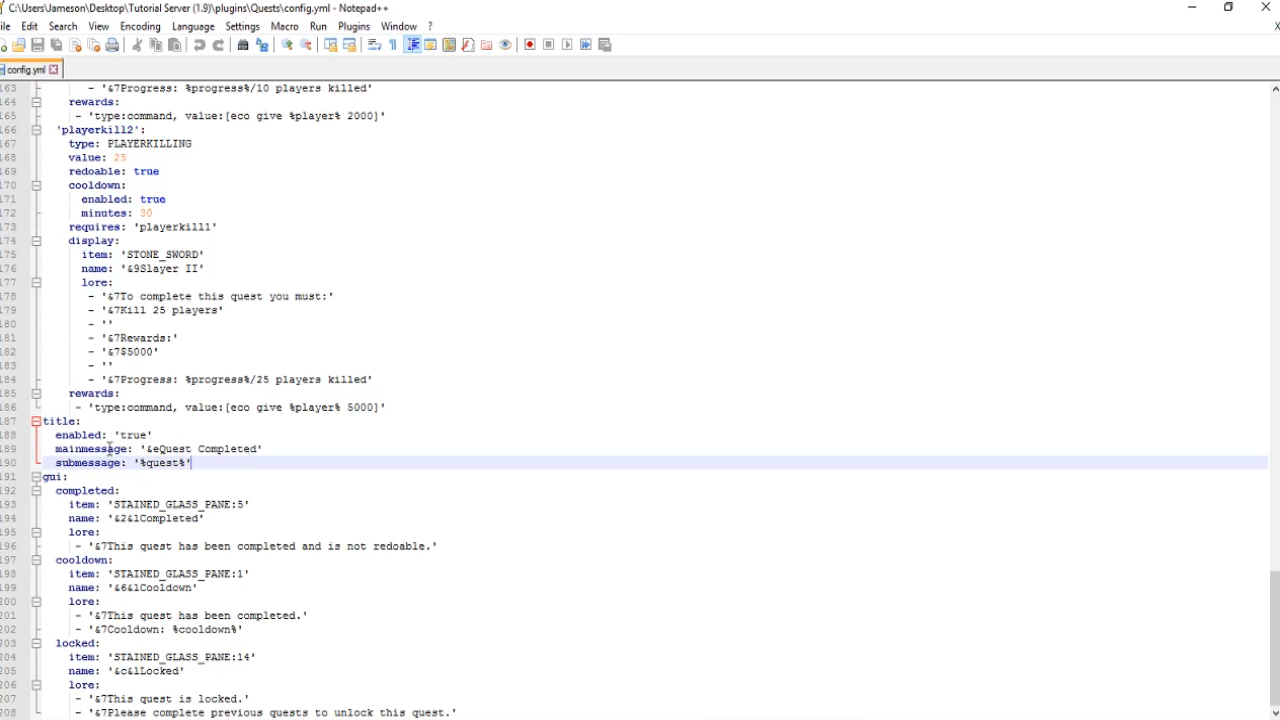 C:\Users\Jameson\Desktop\Tutorial Server (1.9)\plugins\Quests\config.yml - Notepad++
Edit Search View Encoding Language Settings Macro Run Plugins Window ?
config.yml
- '&7Progress: %progress%/10 players killed'
164 rewards:
165 - 'type:command, value:[eco give %player% 2000]'
166 'playerkill2':
167 type: PLAYERKILLING
168 value: 25
169 redoable: true
170 cooldown:
171 enabled: true
172 minutes: 30
173 requires: 'playerkill1'
174 display:
175 item: 'STONE_SWORD'
176 name: '&9Slayer II'
177 lore:
178 - '&7To complete this quest you must:'
179 - '&7Kill 25 players'
180 - ''
181 - '&7Rewards:'
182 - '&7$5000'
183 - ''
184 - '&7Progress: %progress%/25 players killed'
185 rewards:
186 - 'type:command, value:[eco give %player% 5000]'
187 title:
188 enabled: 'true'
189 mainmessage: '&eQuest Completed'
190 submessage: '%quest%'
191 gui:
192 completed:
193 item: 'STAINED_GLASS_PANE:5'
194 name: '&2&lCompleted'
195 lore:
196 - '&7This quest has been completed and is not redoable.'
197 cooldown:
198 item: 'STAINED_GLASS_PANE:1'
199 name: '&6&lCooldown'
200 lore:
201 - '&7This quest has been completed.'
202 - '&7Cooldown: %cooldown%'
203 locked:
204 item: 'STAINED_GLASS_PANE:14'
205 name: '&c&lLocked'
206 lore:
207 - '&7This quest is locked.'
208 - '&7Please complete previous quests to unlock this quest.'